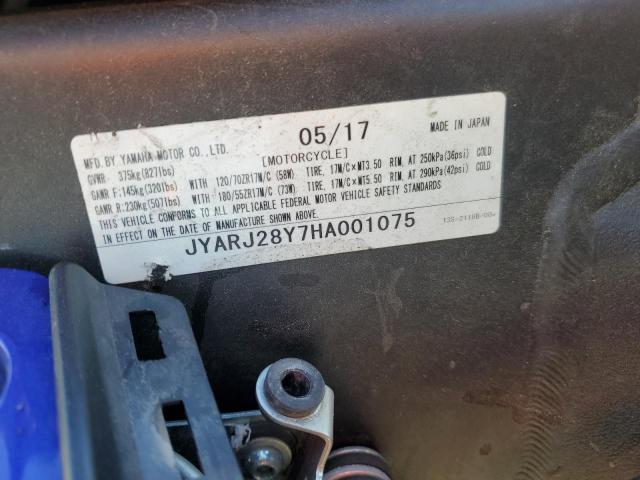 05/17
MADE IN JAPAN
MFD.BY YAMAHA MOTOR CO.,LTD.
[MOTORCYCLE]
GVWR: 375kg(827lbs)
GAWR F:145kg(320lbs) WITH 120/70ZR17M/C (58W) TIRE, 17M/C×MT3.50 RIM, AT 250kPa(36psi) COLD
GAWR R:230kg(507lbs) WITH 180/55ZR17M/C (73W) TIRE, 17M/C×MT5.50 RIM, AT 290kPa(42psi) COLD
THIS VEHICLE CONFORMS TO ALL APPLICABLE FEDERAL MOTOR VEHICLE SAFETY STANDARDS
IN EFFECT ON THE DATE OF MANUFACTURE SHOWN ABOVE.
13S-2118B-00
JYARJ28Y7HA001075